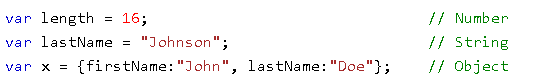 var length = 16; // Number
var lastName = "Johnson"; // String
var x = {firstName:"John", lastName:"Doe"}; // Object